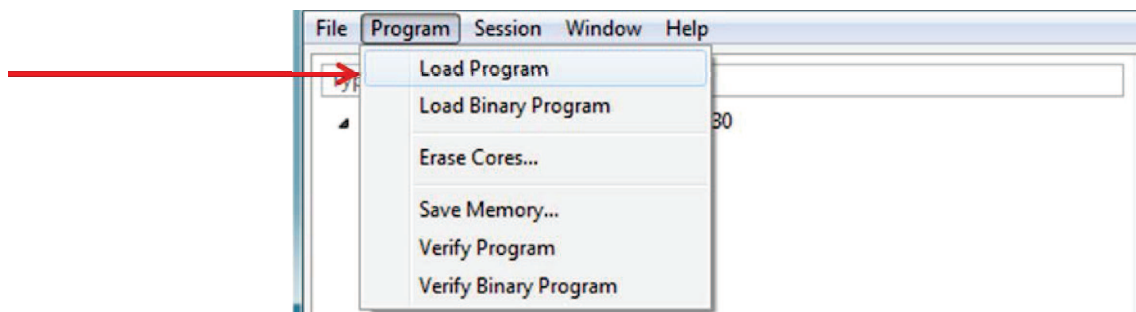 File Program Session Window Help
Load Program
Load Binary Program
30
Erase Cores...
Save Memory...
Verify Program
Verify Binary Program